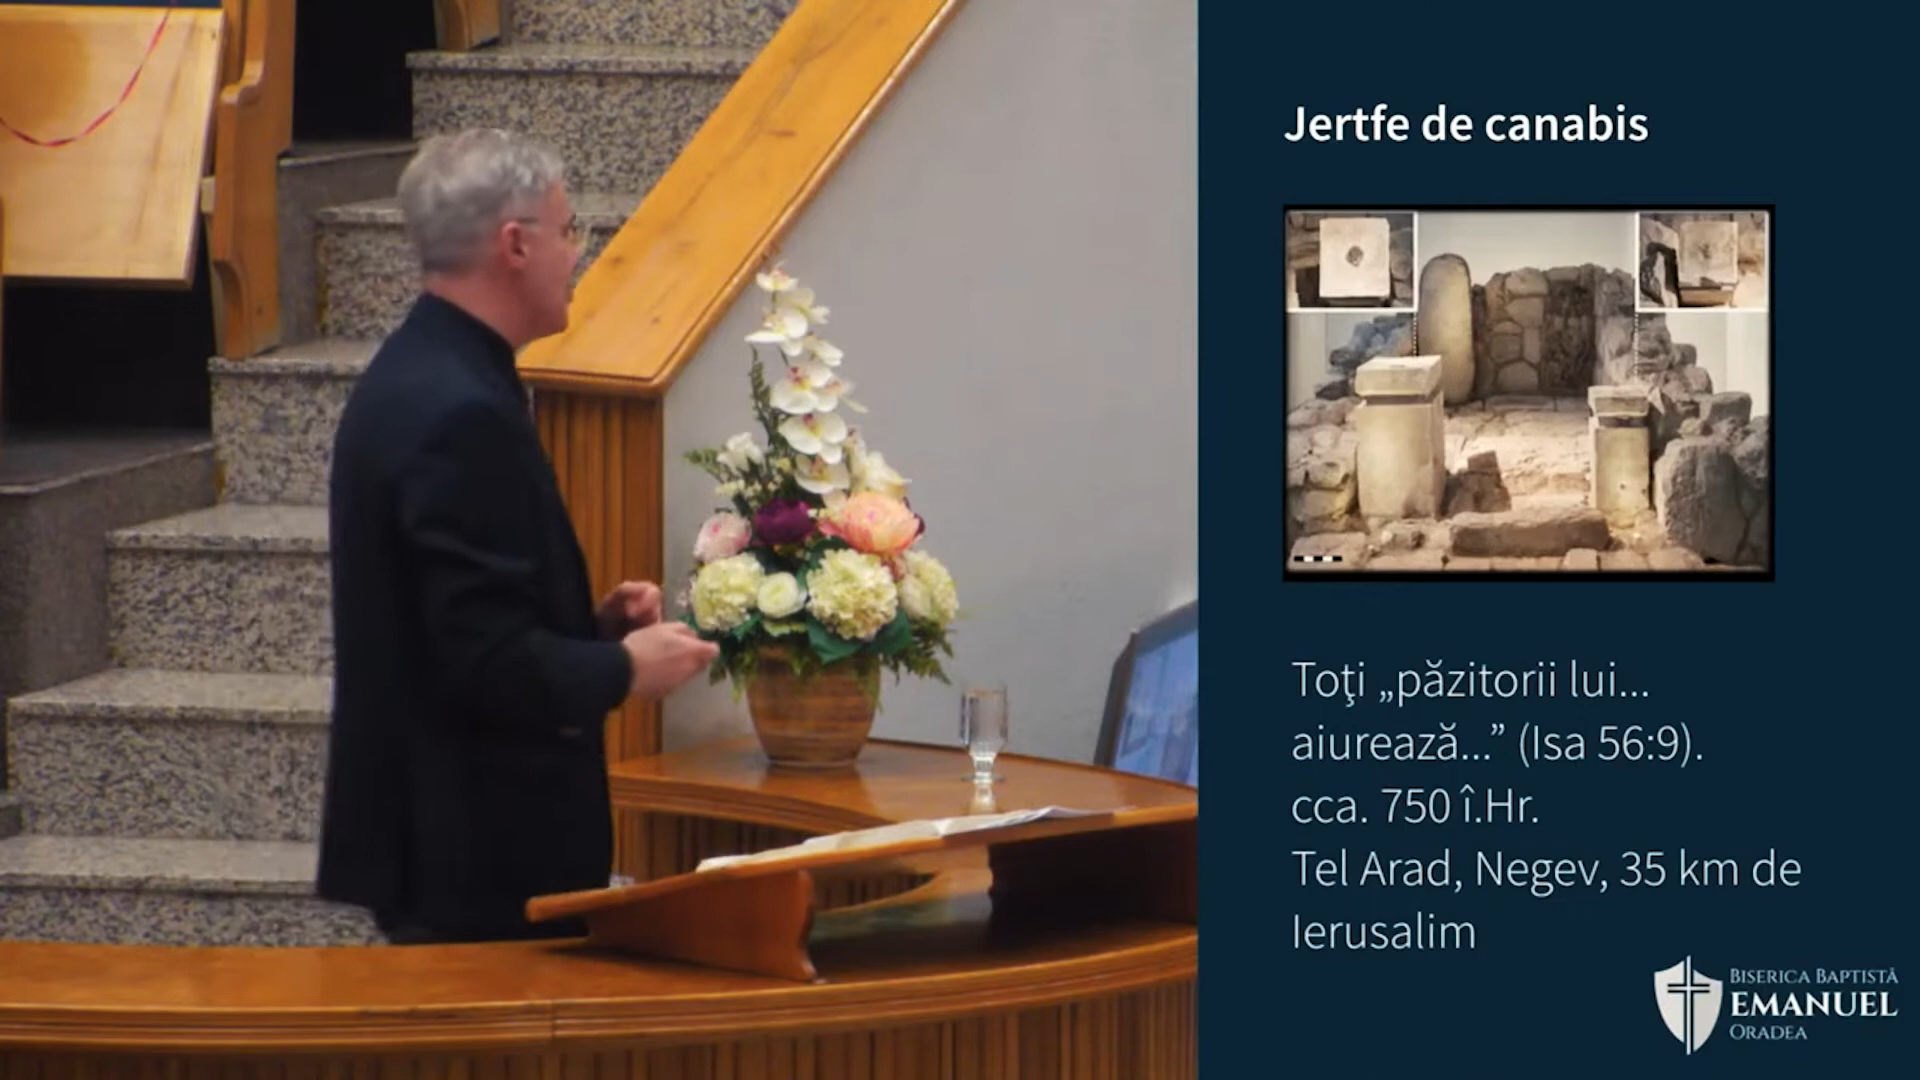 Jertfe de canabis
Toţi „păzitorii lui...
aiurează...” (Isa 56:9).
cca. 750 î.Hr.
Tel Arad, Negev, 35 km de
Ierusalim
BISERICA BAPTISTĂ
EMANUEL
ORADEA